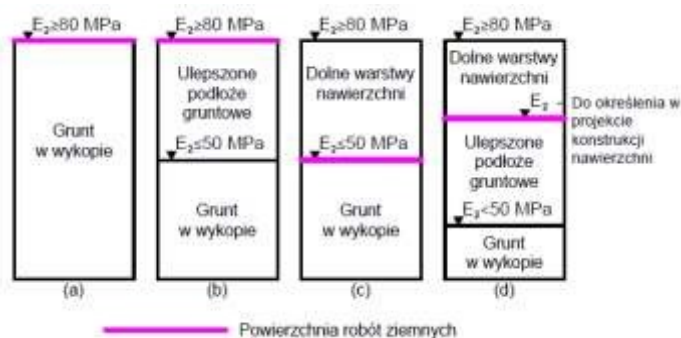 E₂≥80 MPa
Grunt
w wykopie
(a)
E₂≥80 MPa
Ulepszone
podłoże
gruntowe
E₂≤50 MPa
Grunt
w wykopie
(b)
E₂≥80 MPa
Dolne warstwy
nawierzchni
E₂≤50 MPa
Grunt
w wykopie
(c)
E₂≥80 MPa
Dolne warstwy
nawierzchni
E₂
Do określenia w
projekcie
konstrukcji
nawierzchni
Ulepszone
podłoże
gruntowe
E₂<50 MPa
Grunt
w wykopie
(d)
Powierzchnia robót ziemnych